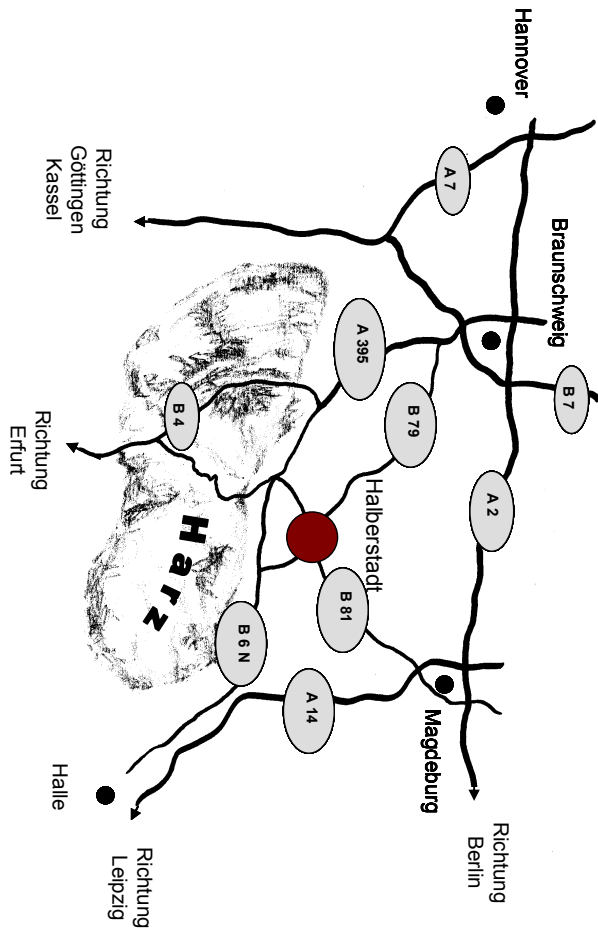 B 7
Braunschweig
Hannover
A 2
Richtung
Berlin
A 7
Magdeburg
B 79
Halberstadt
A 395
B 81
A 14
B 6 N
Harz
B 4
Richtung
Göttingen
Kassel
Richtung
Erfurt
Halle
Richtung
Leipzig